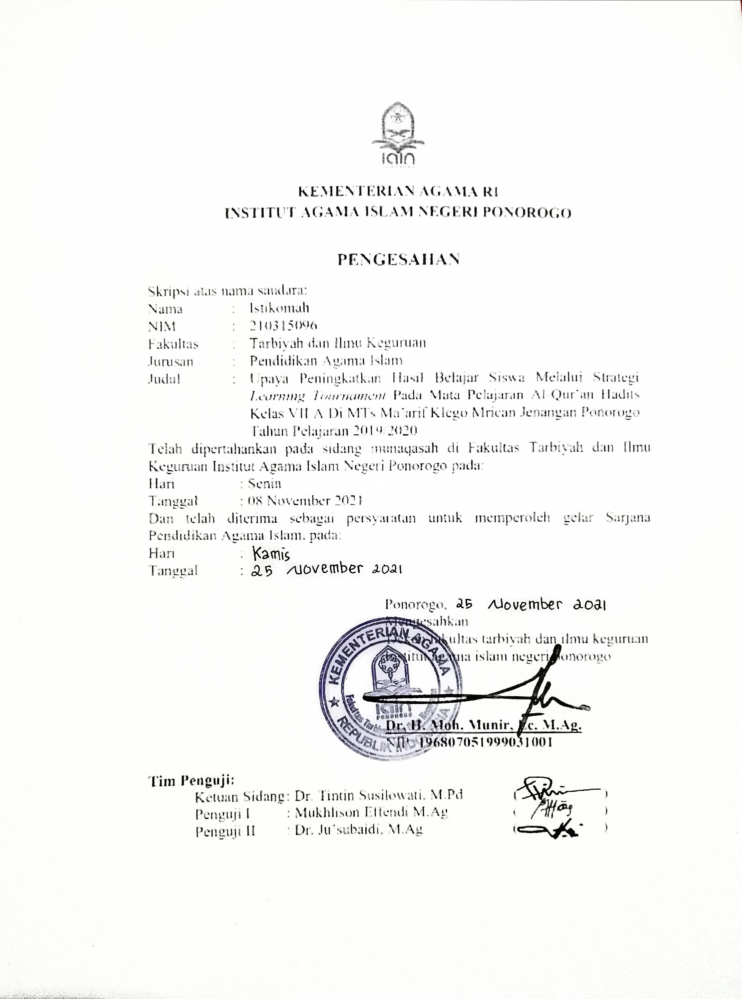 iain
KEMENTERIAN AGAMA RI
INSTITUT AGAMA ISLAM NEGERI PONOROGO
PENGESAHAN
Skripsi atas nama saudara:
Nama : Istikomah
NIM : 210315096
Fakultas : Tarbiyah dan Ilmu Keguruan
Jurusan : Pendidikan Agama Islam
Judul : Upaya Peningkatkan Hasil Belajar Siswa Melalui Strategi
Learning Tournament Pada Mata Pelajaran Al-Qur'an Hadits
Kelas VII A Di MTs Ma'arif Klego Mrican Jenangan Ponorogo
Tahun Pelajaran 2019/2020
Telah dipertahankan pada sidang munaqasah di Fakultas Tarbiyah dan Ilmu
Keguruan Institut Agama Islam Negeri Ponorogo pada:
Hari : Senin
Tanggal : 08 November 2021
Dan telah diterima sebagai persyaratan untuk memperoleh gelar Sarjana
Pendidikan Agama Islam, pada:
Hari : Kamis
Tanggal : 25 November 2021
Ponorogo, 25 November 2021
Mengesahkan
Dekan fakultas tarbiyah dan ilmu keguruan
Institut agama islam negeri ponorogo
KEMENTERIAN AGAMA
iain
PONOROGO
Fakultas Tarbiyah dan Ilmu Keguruan
REPUBLIK INDONESIA
Dr. H. Moh. Munir, Lc. M.Ag.
NIP. 196807051999031001
Tim Penguji:
Ketuan Sidang: Dr. Tintin Susilowati, M.Pd ( )
Penguji I : Mukhlison Effendi M.Ag ( )
Penguji II : Dr. Ju'subaidi, M.Ag ( )